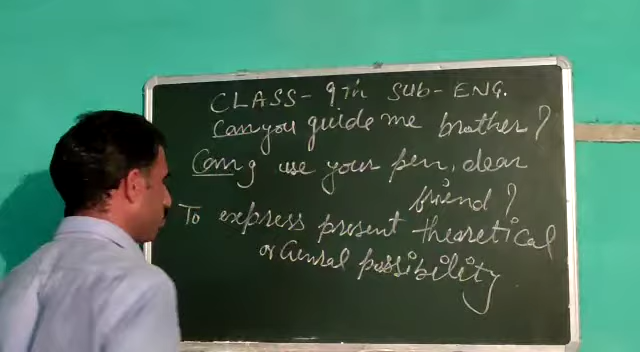 CLASS - 9th SUB - ENG.
Can you guide me brother?
Can I use your pen, dear
friend?
To express present theoretical
or General possibility